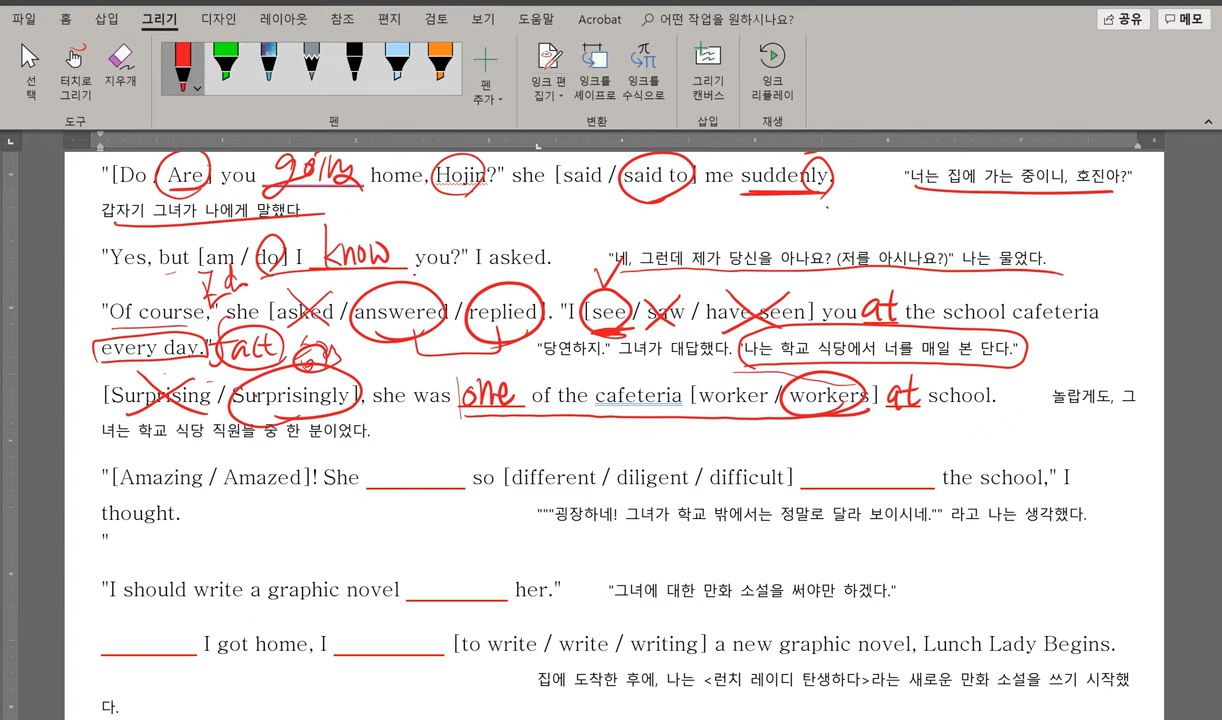 파일 홈 삽입 그리기 디자인 레이아웃 참조 편지 검토 보기 도움말 Acrobat 어떤 작업을 원하시나요? 공유 메모
선택 터치로 그리기 지우개 펜 추가 잉크 편집기 잉크를 셰이프로 잉크를 수식으로 그리기 캔버스 잉크 리플레이
도구 펜 변환 삽입 재생
"[Do / Are] you going home, Hojin?" she [said / said to] me suddenly. "너는 집에 가는 중이니, 호진아?"
갑자기 그녀가 나에게 말했다
"Yes, but [am / do] I know you?" I asked. "네, 그런데 제가 당신을 아나요? (저를 아시나요?)" 나는 물었다.
"Of course," she [asked / answered / replied]. "I [see / saw / have seen] you at the school cafeteria
every day." "당연하지." 그녀가 대답했다. "나는 학교 식당에서 너를 매일 본 단다."
[Surprising / Surprisingly], she was one of the cafeteria [worker / workers] at school. 놀랍게도, 그
녀는 학교 식당 직원들 중 한 분이었다.
"[Amazing / Amazed]! She so [different / diligent / difficult] the school," I
thought. """굉장하네! 그녀가 학교 밖에서는 정말로 달라 보이시네."" 라고 나는 생각했다.
"
"I should write a graphic novel her." "그녀에 대한 만화 소설을 써야만 하겠다."
I got home, I [to write / write / writing] a new graphic novel, Lunch Lady Begins.
집에 도착한 후에, 나는 <런치 레이디 탄생하다>라는 새로운 만화 소설을 쓰기 시작했
다.